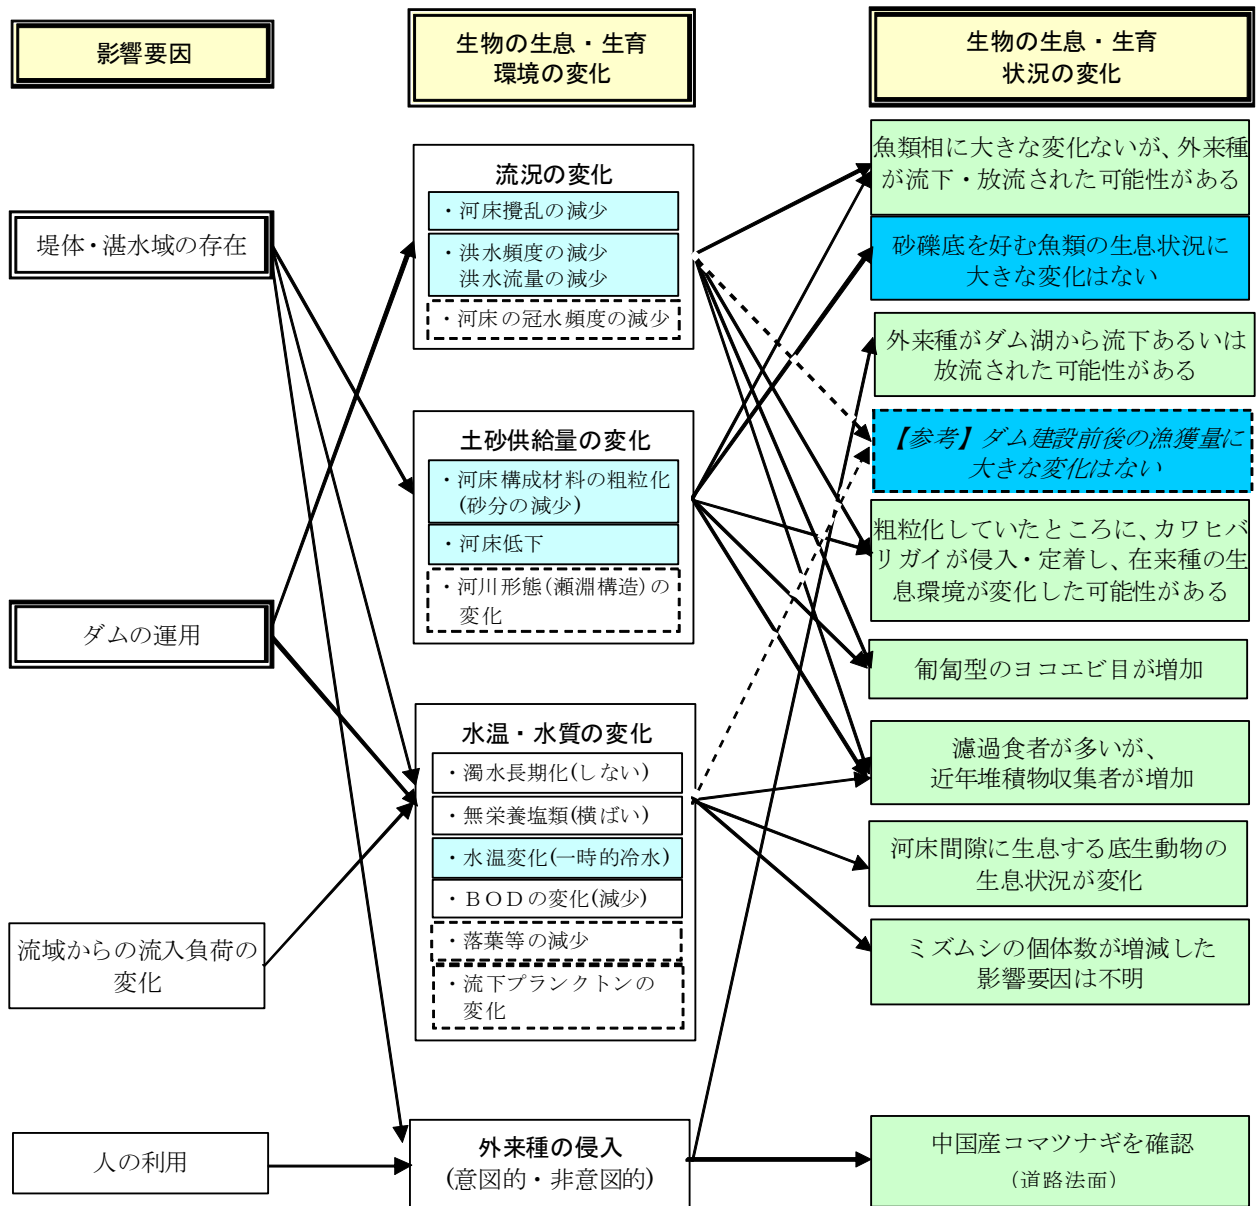 影響要因
生物の生息・生育
環境の変化
生物の生息・生育
状況の変化
堤体・湛水域の存在
ダムの運用
流域からの流入負荷の
変化
人の利用
流況の変化
・河床攪乱の減少
・洪水頻度の減少
洪水流量の減少
・河床の冠水頻度の減少
土砂供給量の変化
・河床構成材料の粗粒化
(砂分の減少)
・河床低下
・河川形態(瀬淵構造)の
変化
水温・水質の変化
・濁水長期化(しない)
・無栄養塩類(横ばい)
・水温変化(一時的冷水)
・BODの変化(減少)
・落葉等の減少
・流下プランクトンの
変化
外来種の侵入
(意図的・非意図的)
魚類相に大きな変化ないが、外来種
が流下・放流された可能性がある
砂礫底を好む魚類の生息状況に
大きな変化はない
外来種がダム湖から流下あるいは
放流された可能性がある
【参考】ダム建設前後の漁獲量に
大きな変化はない
粗粒化していたところに、カワヒバ
リガイが侵入・定着し、在来種の生
息環境が変化した可能性がある
匍匐型のヨコエビ目が増加
濾過食者が多いが、
近年堆積物収集者が増加
河床間隙に生息する底生動物の
生息状況が変化
ミズムシの個体数が増減した
影響要因は不明
中国産コマツナギを確認
(道路法面)